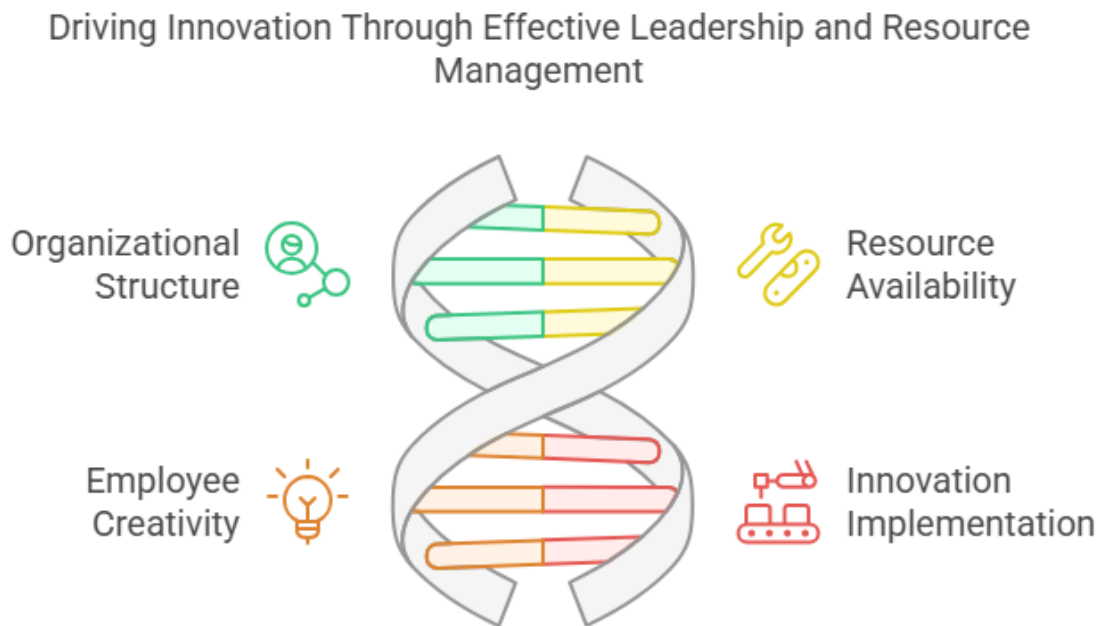 Driving Innovation Through Effective Leadership and Resource
Management
Organizational
Structure
Resource
Availability
Employee
Creativity
Innovation
Implementation